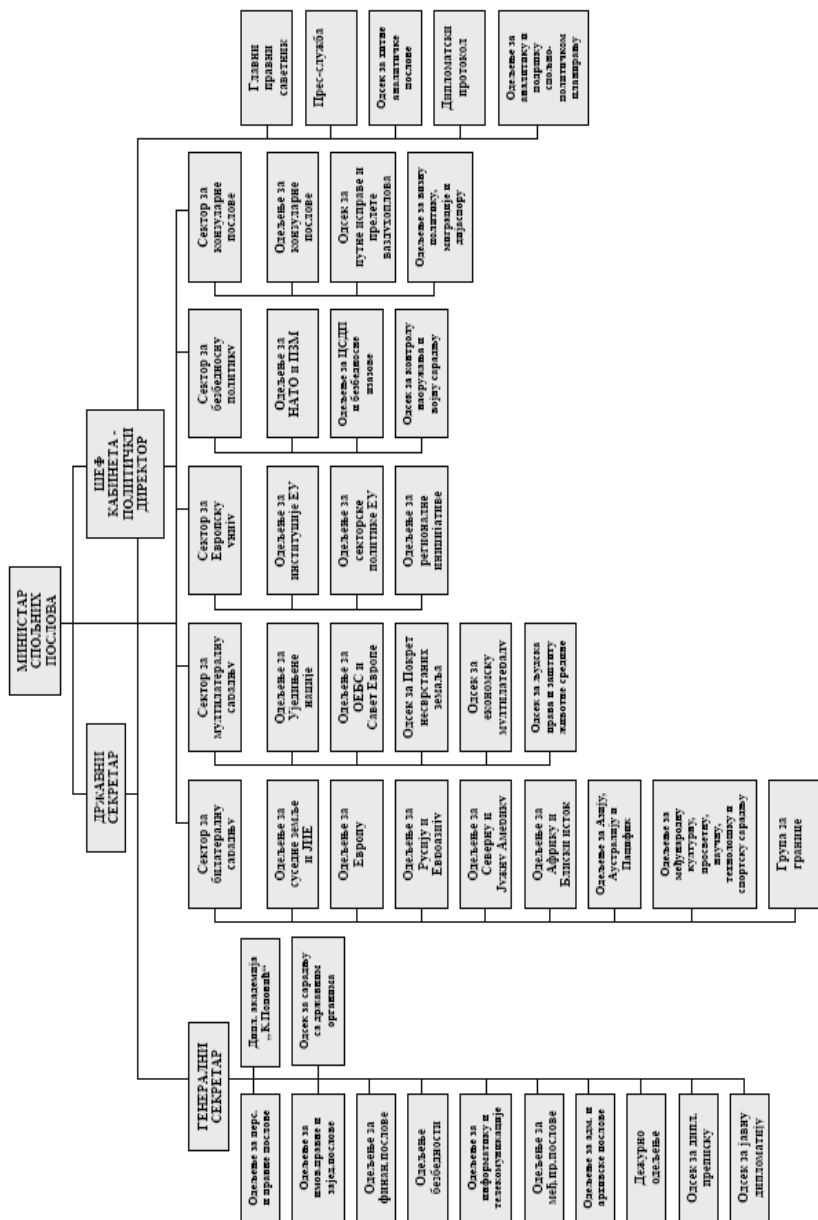 МИНИСТАР
СПОЉНИХ
ПОСЛОВА
ДРЖАВНИ
СЕКРЕТАР
ШЕФ
КАБИНЕТА -
ПОЛИТИЧКИ
ДИРЕКТОР
ГЕНЕРАЛНИ
СЕКРЕТАР
Дипл. академија
„К.Поповић“
Одсек за сарадњу
са државним
органима
Одељење за перс.
и правне послове
Одељење за
имов.правне и
зајед.послове
Одељење за
финан.послове
Одељење
безбедности
Одељење за
информатику и
телекомуникације
Одељење за
међ.пр.послове
Одељење за адм. и
архивске послове
Дежурно
одељење
Одсек за дипл.
преписку
Одсек за јавну
дипломатију
Сектор за
билатералну
сарадњу
Одељење за
суседне земље
и ЈИЕ
Одељење за
Европу
Одељење за
Русију и
Евроазију
Одељење за
Северну и
Јужну Америку
Одељење за
Африку и
Блиски исток
Одељење за Азију,
Аустралију и
Пацифик
Одељење за
међународну
културну,
просветну,
научну,
технолошку и
спортску сарадњу
Група за
границе
Сектор за
мултилатералну
сарадњу
Одељење за
Уједињене
нације
Одељење за
ОЕБС и
Савет Европе
Одсек за Покрет
несврстаних
земаља
Одсек за
економску
мултилатералу
Одсек за људска
права и заштиту
животне средине
Сектор за
Европску
унију
Одељење за
институције ЕУ
Одељење за
секторске
политике ЕУ
Одељење за
регионалне
иницијативе
Сектор за
безбедносну
политику
Одељење за
НАТО и ПЗМ
Одељење за ЦСДП
и безбедносне
изазове
Одсек за контролу
наоружања и
војну сарадњу
Сектор за
конзуларне
послове
Одељење за
конзуларне
послове
Одсек за
путне исправе и
прелете
ваздухоплова
Одељење за визну
политику,
миграције и
дијаспору
Главни
правни
саветник
Прес-служба
Одсек за хитне
аналитичке
послове
Дипломатски
протокол
Одељење за
аналитику и
подршку
спољно-
политичком
планирању